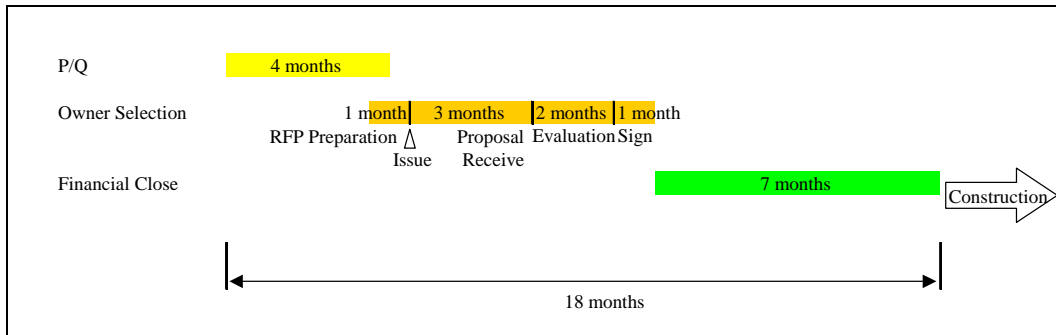 P/Q
4 months
Owner Selection
1 month 3 months 2 months 1 month
RFP Preparation Proposal Evaluation Sign
Issue Receive
Financial Close
7 months
Construction
18 months